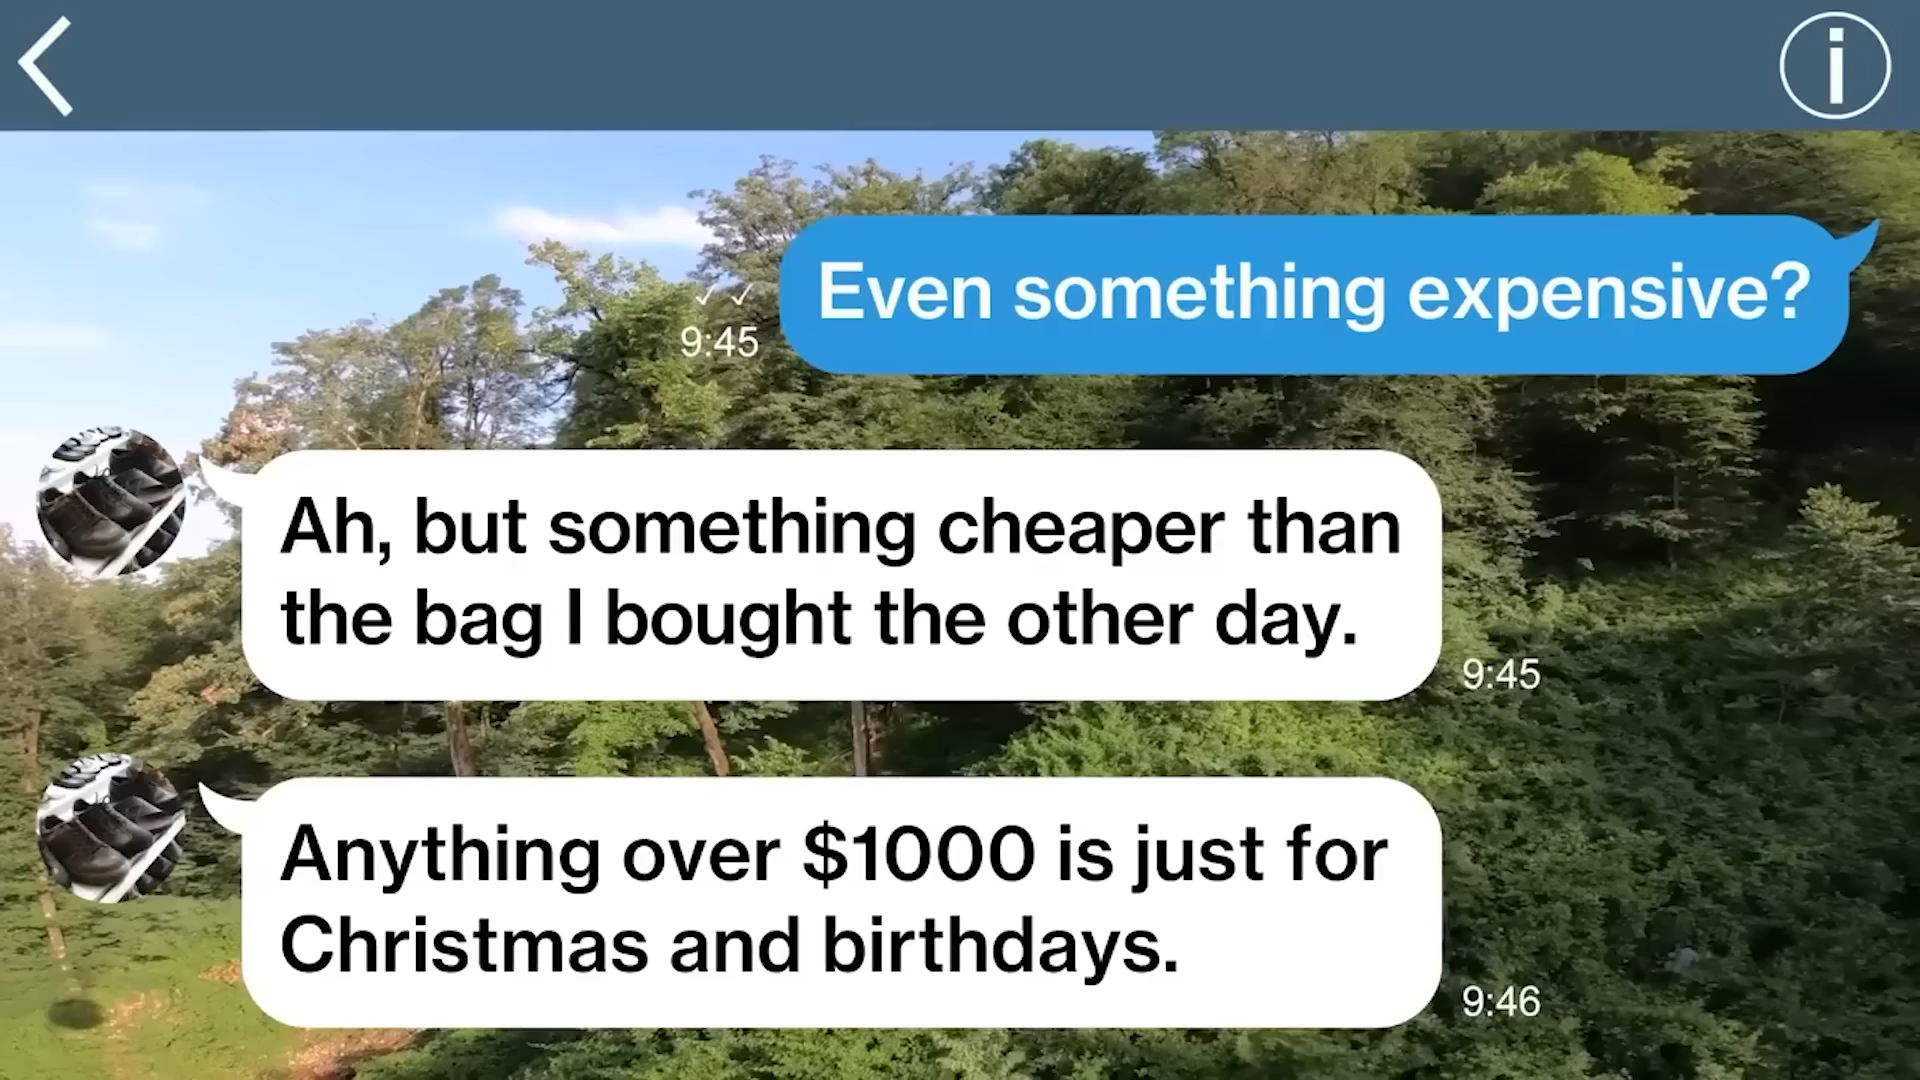 Even something expensive?
9:45
Ah, but something cheaper than
the bag I bought the other day.
9:45
Anything over $1000 is just for
Christmas and birthdays.
9:46